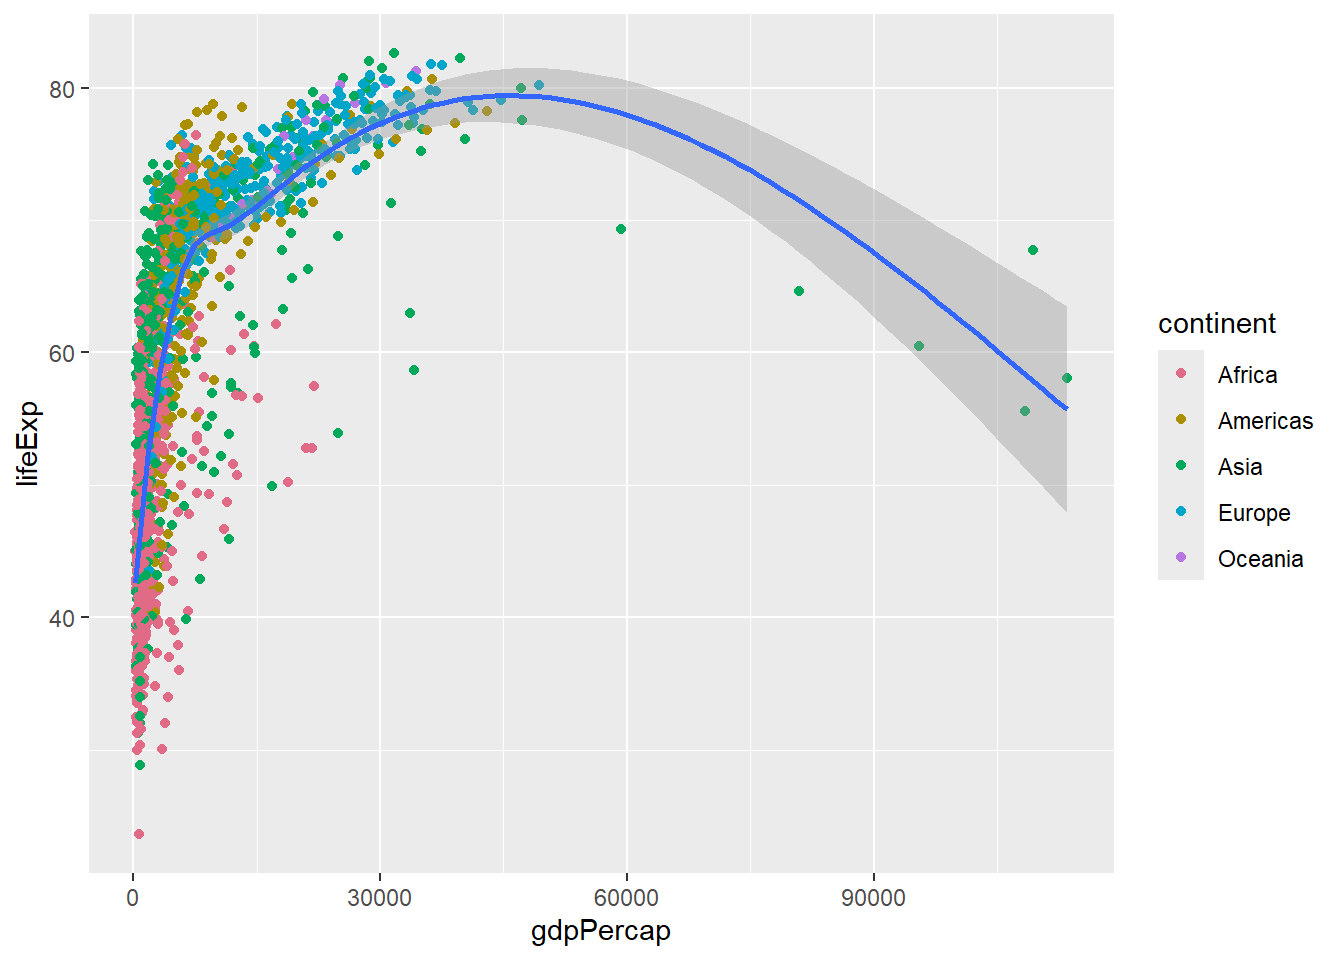 80
60
40
lifeExp
0
30000
60000
90000
gdpPercap
continent
Africa
Americas
Asia
Europe
Oceania